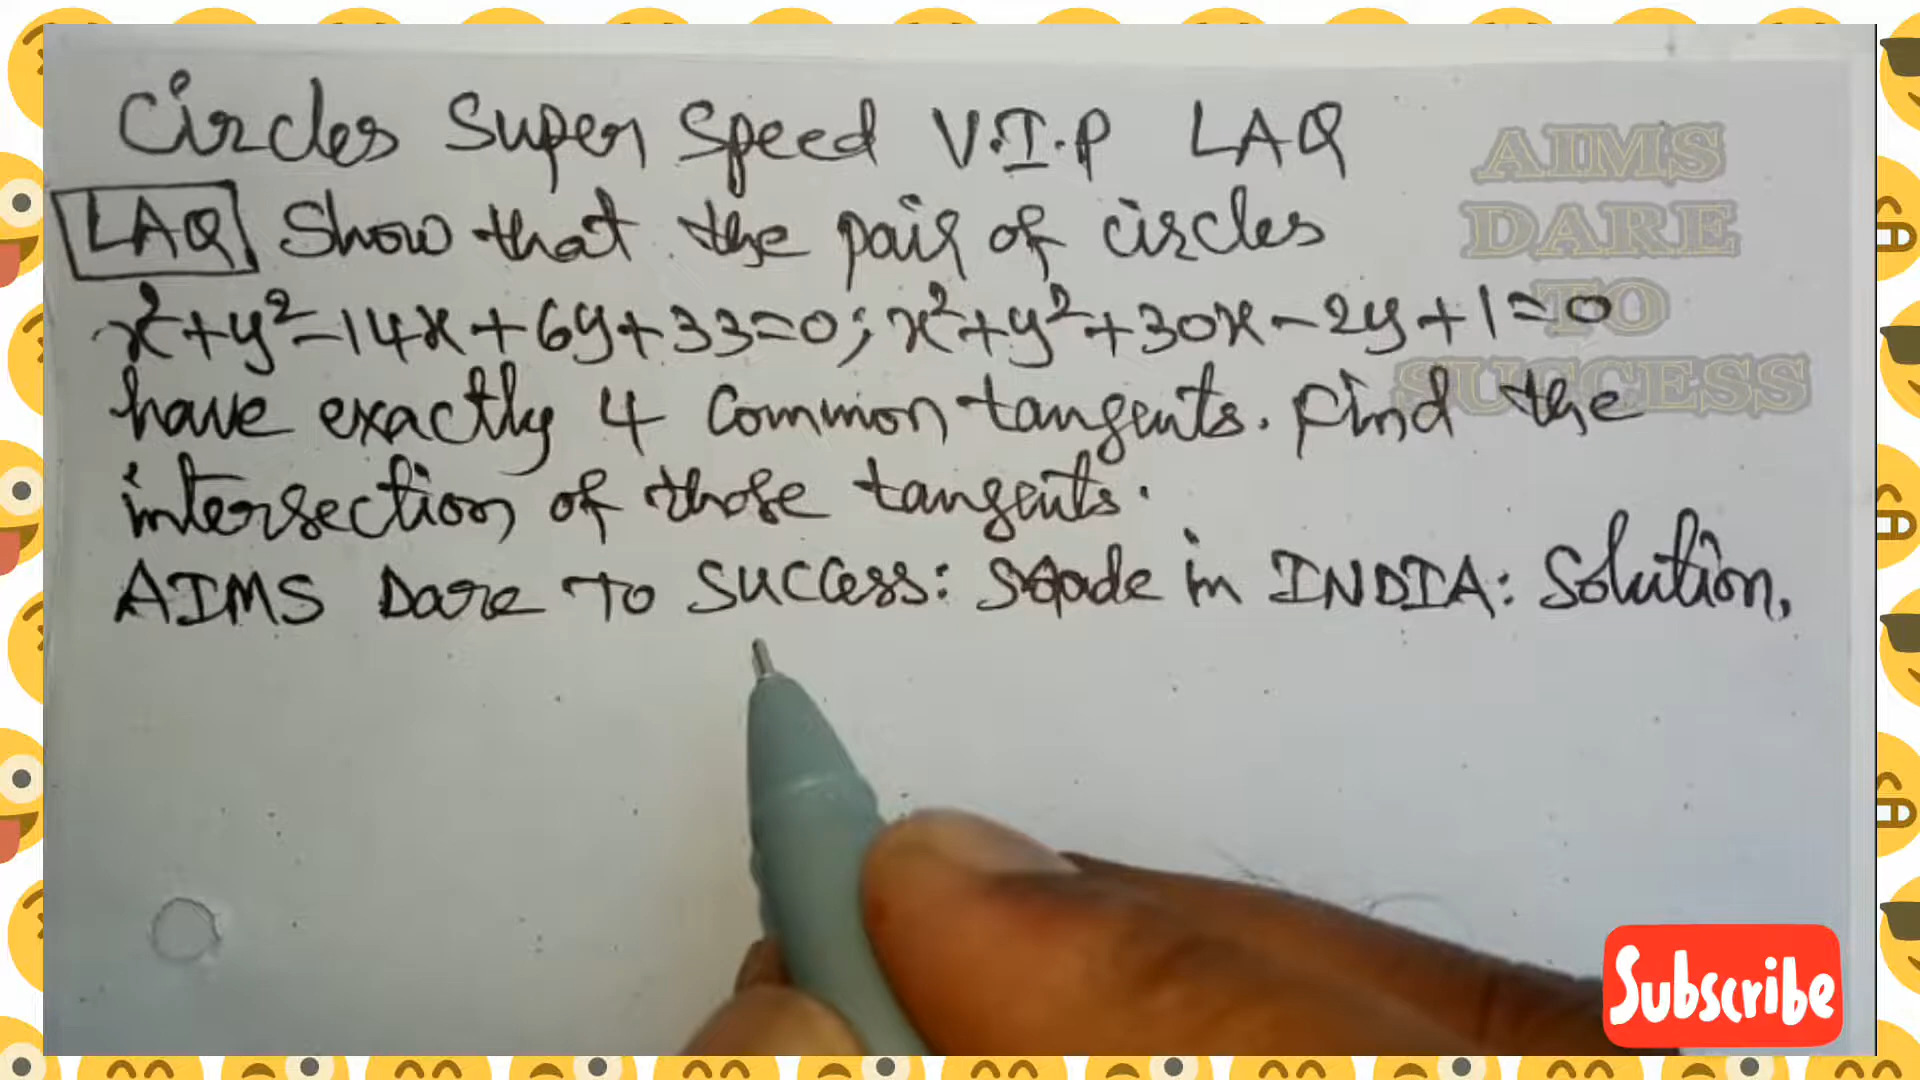 Circles Super Speed V.I.P LAQ
LAQ Show that the pair of circles
x²+y²-14x+6y+33=0; x²+y²+30x-2y+1=0
have exactly 4 common tangents. Find the
intersection of those tangents.
AIMS Dare To Success: in INDIA: Solution,
AIMS
DARE
TO
SUCCESS
Subscribe